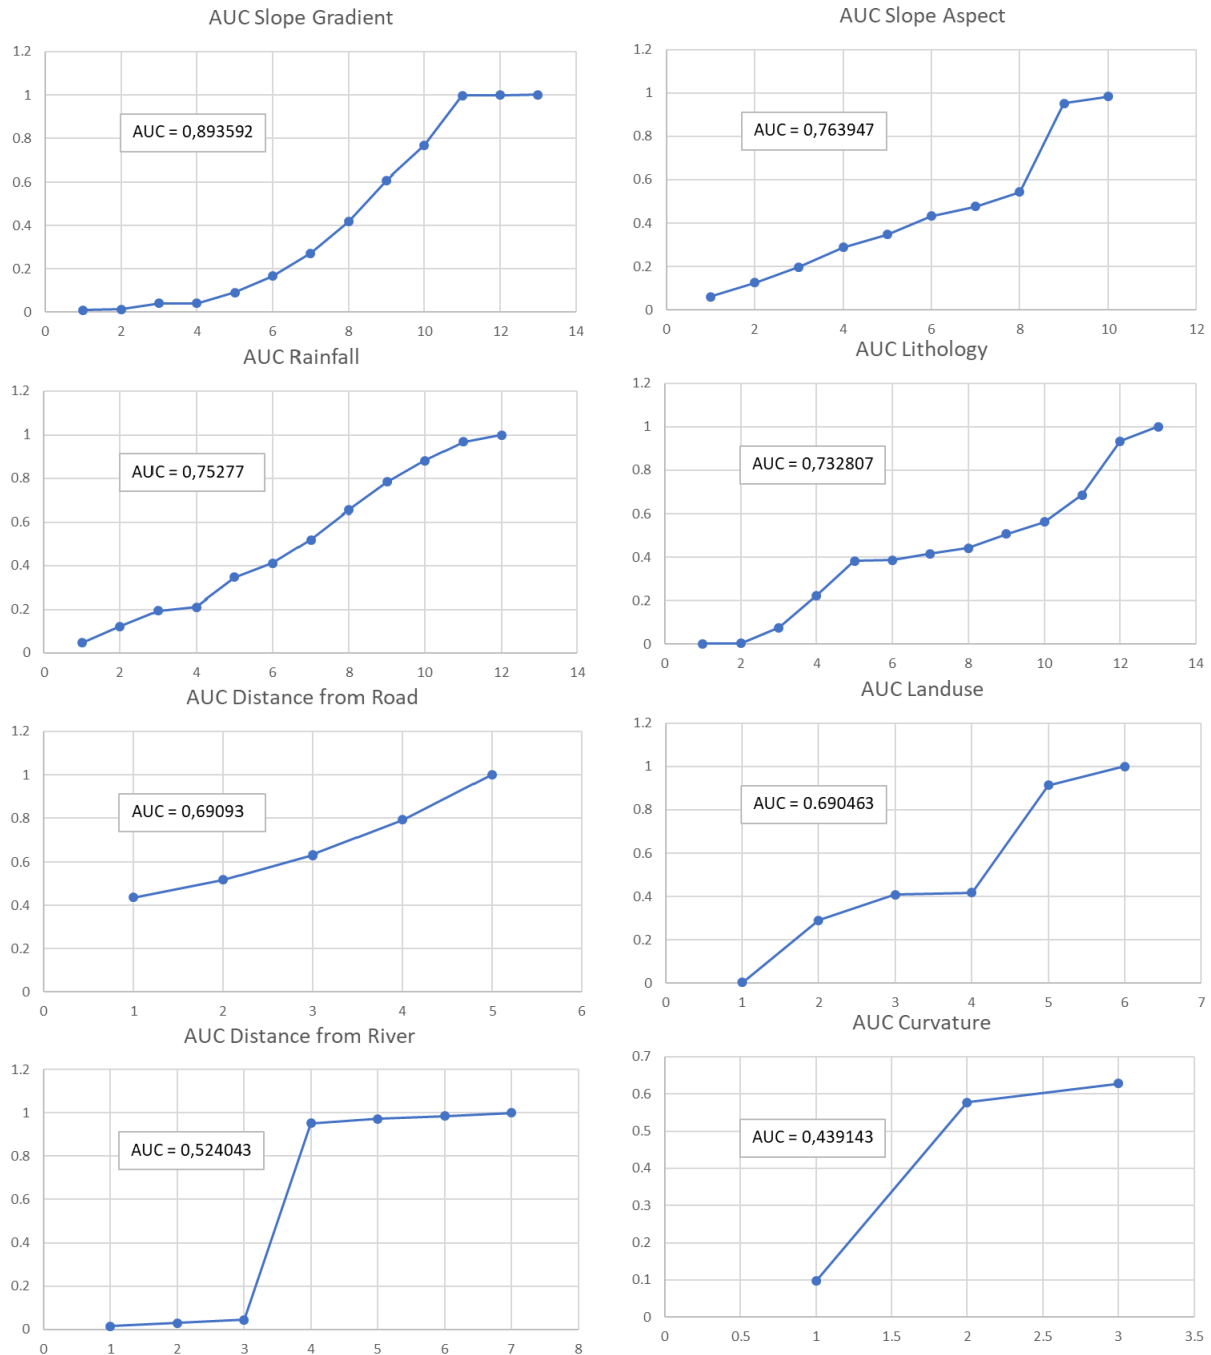 AUC Slope Gradient
1.2
1
0.8
0.6
0.4
0.2
0
AUC = 0,893592
0 2 4 6 8 10 12 14
AUC Slope Aspect
1.2
1
0.8
0.6
0.4
0.2
0
AUC = 0,763947
0 2 4 6 8 10 12
AUC Rainfall
1.2
1
0.8
0.6
0.4
0.2
0
AUC = 0,75277
0 2 4 6 8 10 12 14
AUC Lithology
1.2
1
0.8
0.6
0.4
0.2
0
AUC = 0,732807
0 2 4 6 8 10 12 14
AUC Distance from Road
1.2
1
0.8
0.6
0.4
0.2
0
AUC = 0,69093
0 1 2 3 4 5 6
AUC Landuse
1.2
1
0.8
0.6
0.4
0.2
0
AUC = 0.690463
0 1 2 3 4 5 6 7
AUC Distance from River
1.2
1
0.8
0.6
0.4
0.2
0
AUC = 0,524043
0 1 2 3 4 5 6 7 8
AUC Curvature
0.7
0.6
0.5
0.4
0.3
0.2
0.1
0
AUC = 0,439143
0 0.5 1 1.5 2 2.5 3 3.5